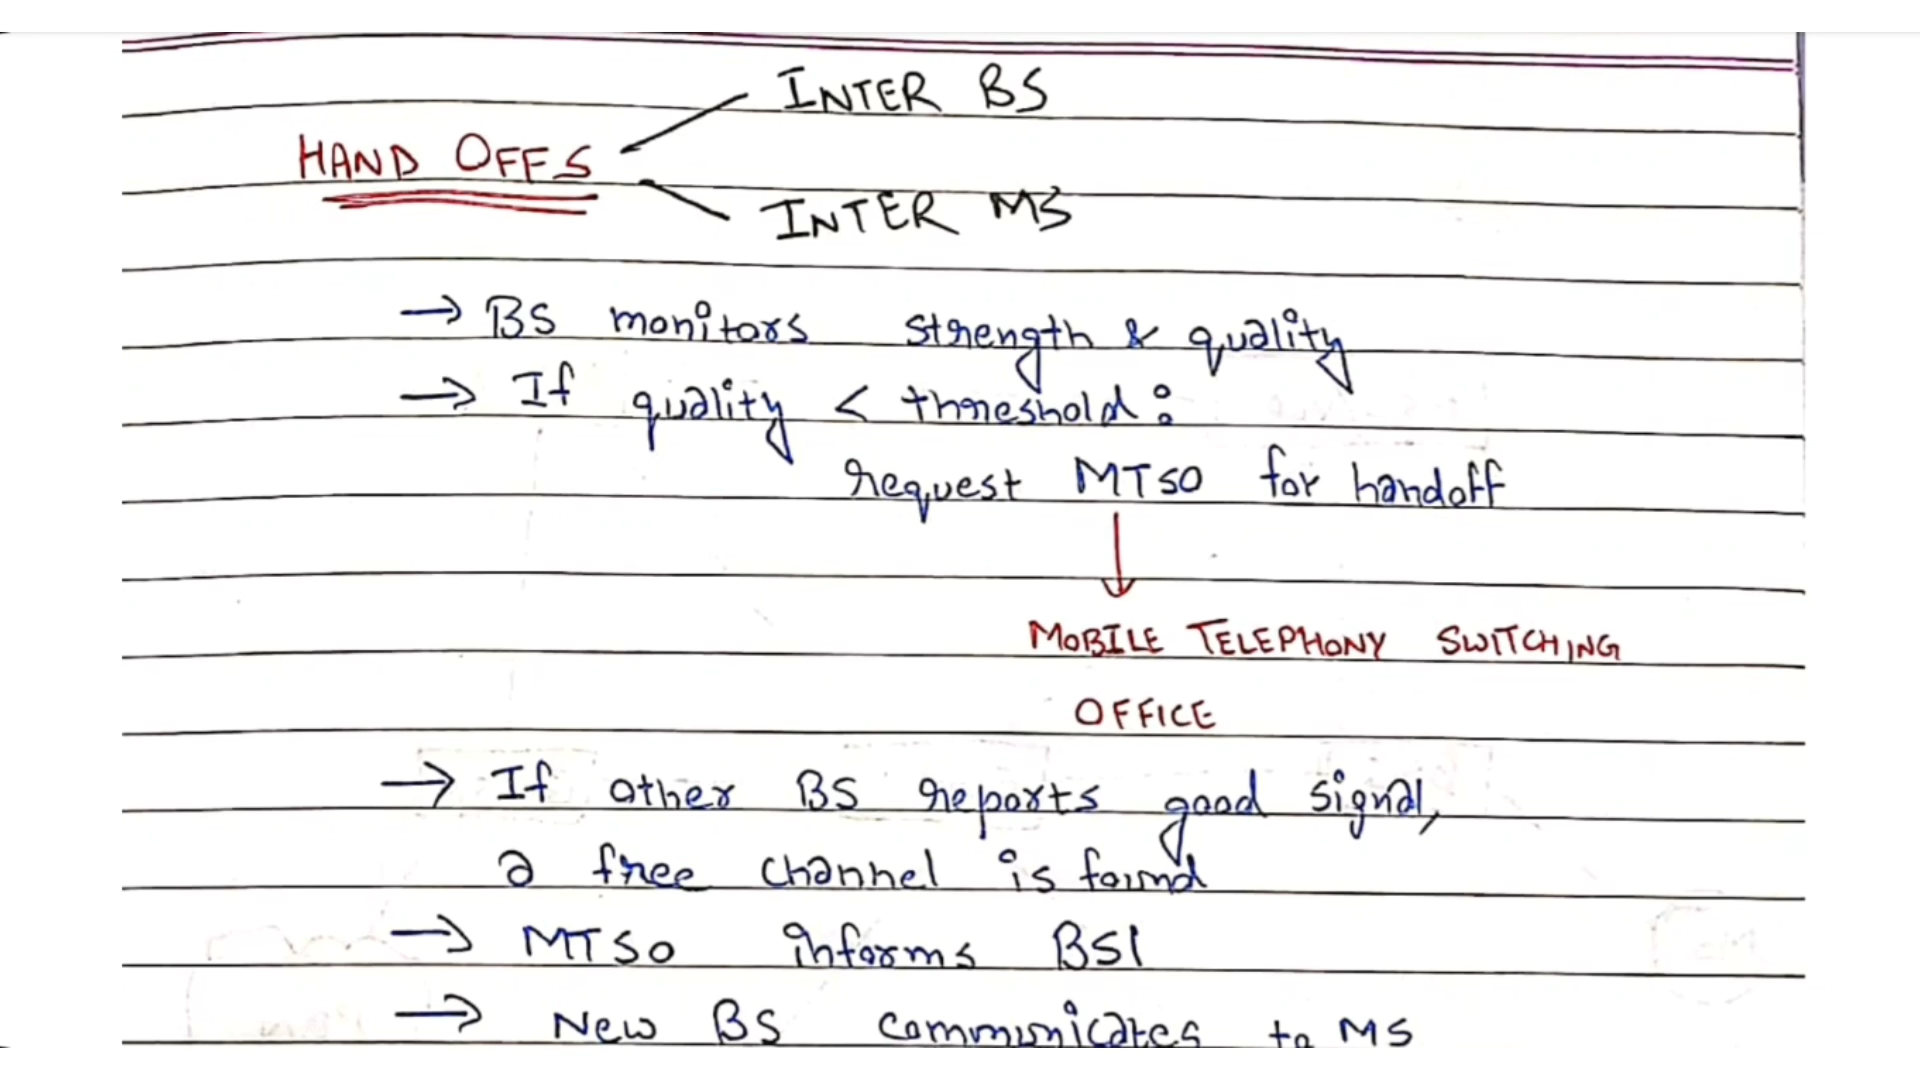 INTER BS
HAND OFFS
INTER MS
→ BS monitors strength & quality
→ If quality < threshold:
request MTSO for handoff
↓
MOBILE TELEPHONY SWITCHING
OFFICE
→ If other BS reports good signal,
a free channel is found
→ MTSO informs BS1
→ New BS communicates to MS